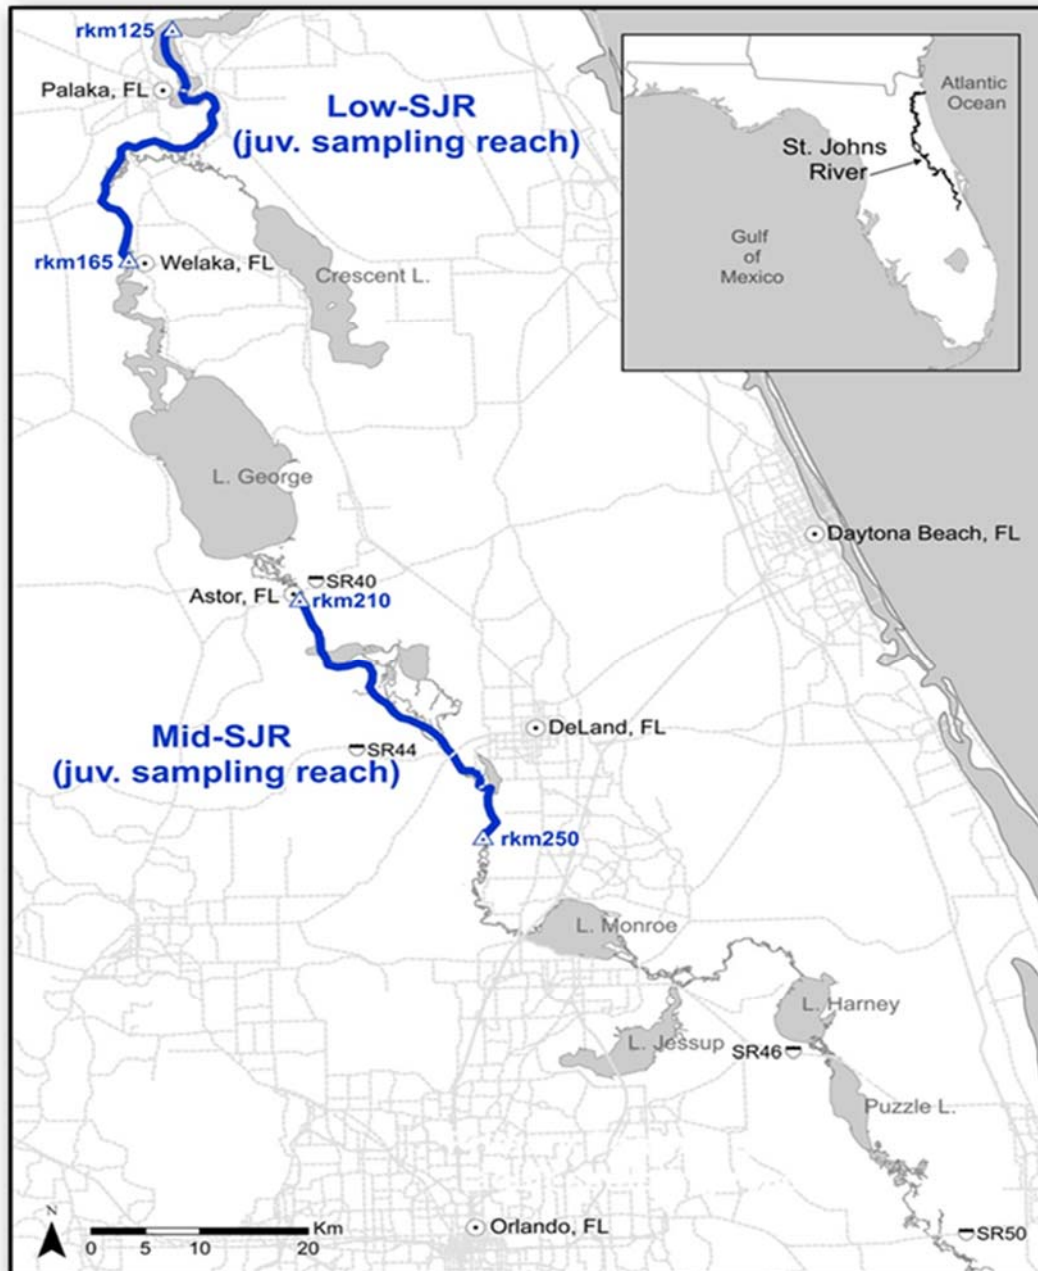 rkm125
Palaka, FL
Low-SJR
(juv. sampling reach)
Atlantic
Ocean
St. Johns
River
Gulf
of
Mexico
rkm165
Welaka, FL
Crescent L.
L. George
Daytona Beach, FL
SR40
Astor, FL
rkm210
DeLand, FL
Mid-SJR
SR44
(juv. sampling reach)
rkm250
L. Monroe
L. Harney
L. Jessup
SR46
Puzzle L.
N
Km
0 5 10 20
Orlando, FL
SR50